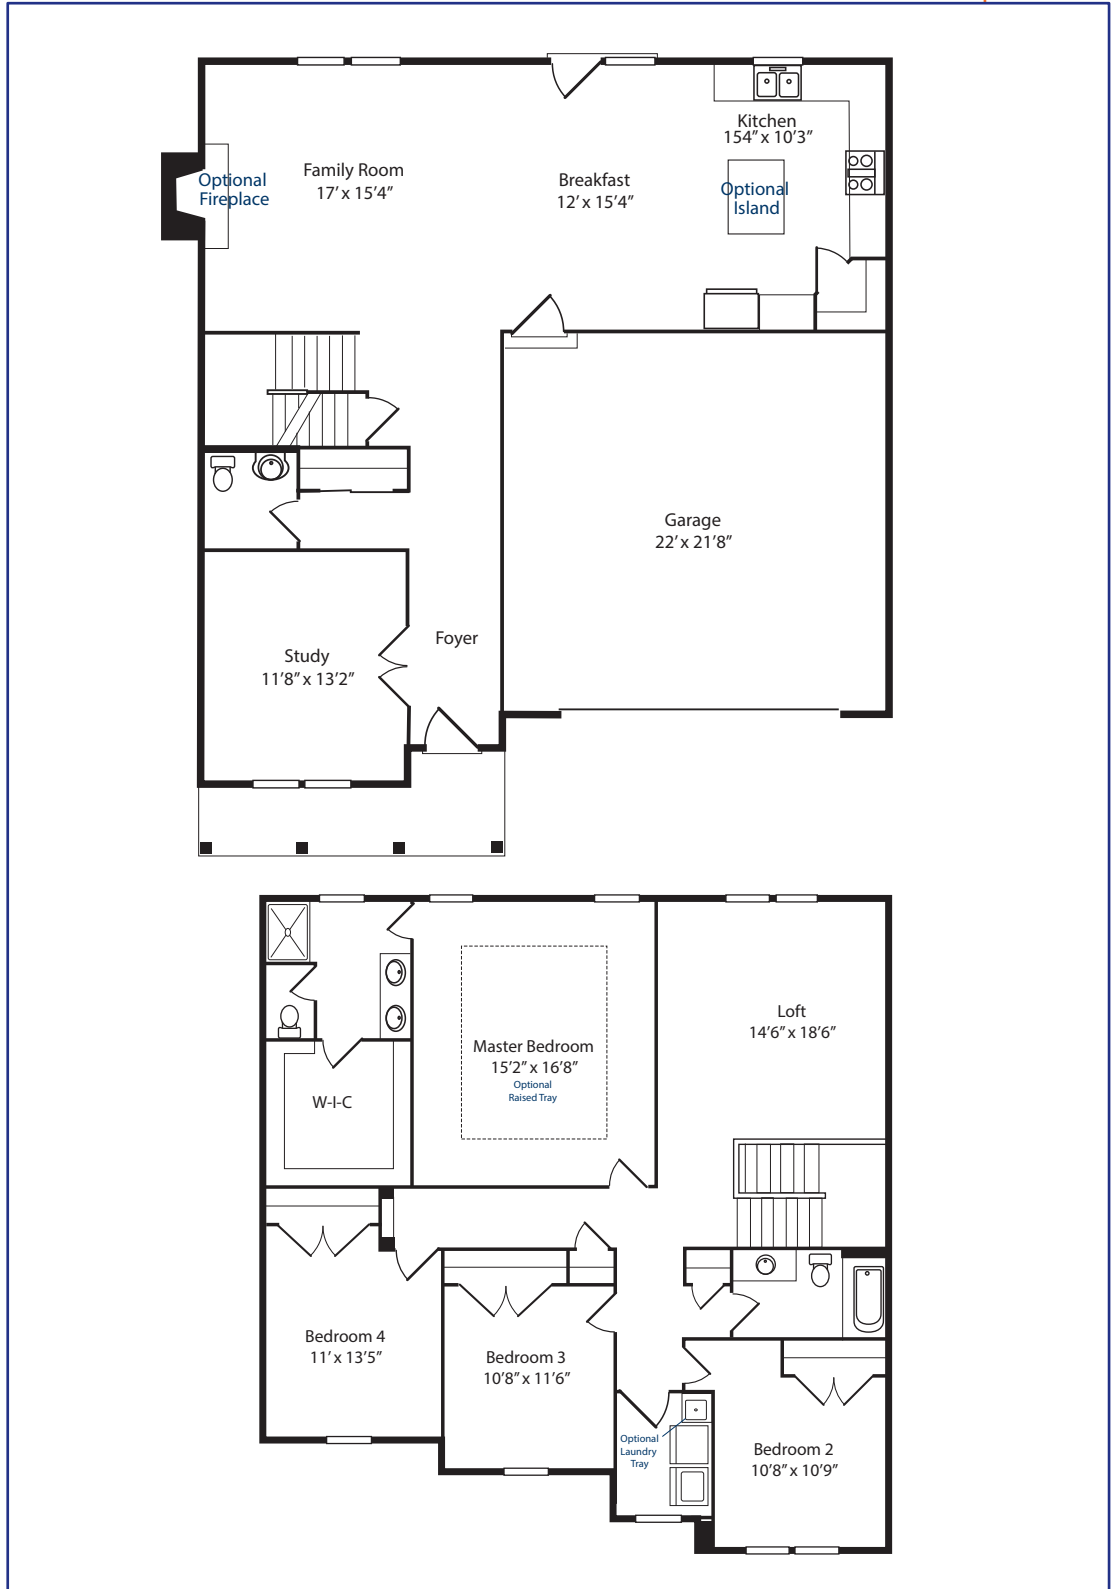 Kitchen
154” x 10’3”
Family Room
17’ x 15’4”
Optional
Fireplace
Breakfast
12’ x 15’4”
Optional
Island
Garage
22’ x 21’8”
Foyer
Study
11’8” x 13’2”
Loft
14’6” x 18’6”
Master Bedroom
15’2” x 16’8”
Optional
Raised Tray
W-I-C
Bedroom 4
11’ x 13’5”
Bedroom 3
10’8” x 11’6”
Optional
Laundry
Tray
Bedroom 2
10’8” x 10’9”